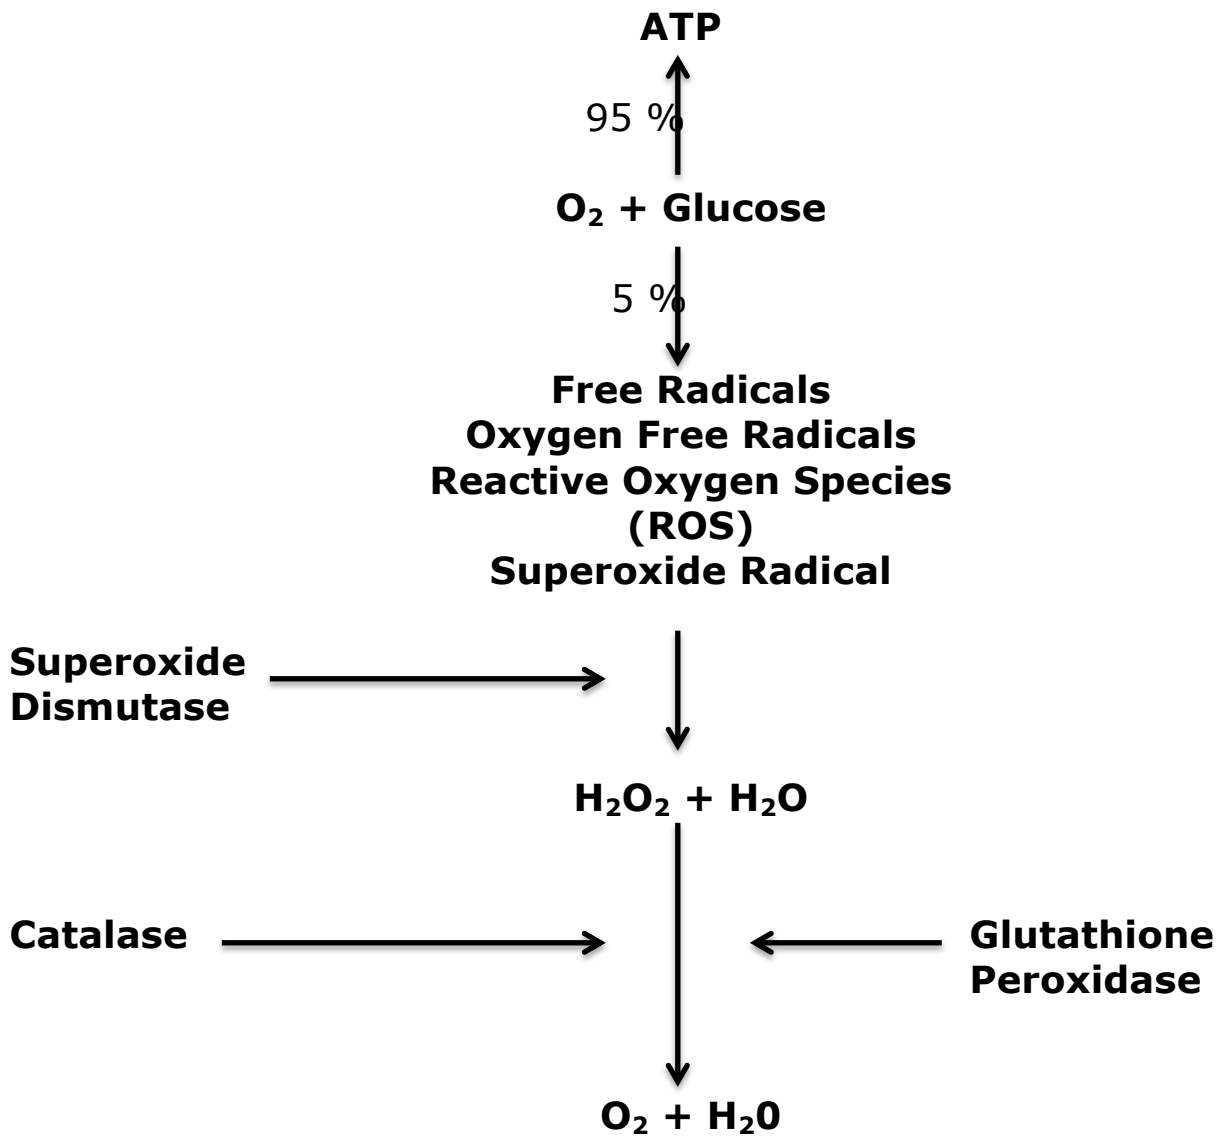 ATP
95 %
O₂ + Glucose
5 %
Free Radicals
Oxygen Free Radicals
Reactive Oxygen Species
(ROS)
Superoxide Radical
Superoxide
Dismutase
H₂O₂ + H₂O
Catalase
Glutathione
Peroxidase
O₂ + H₂0